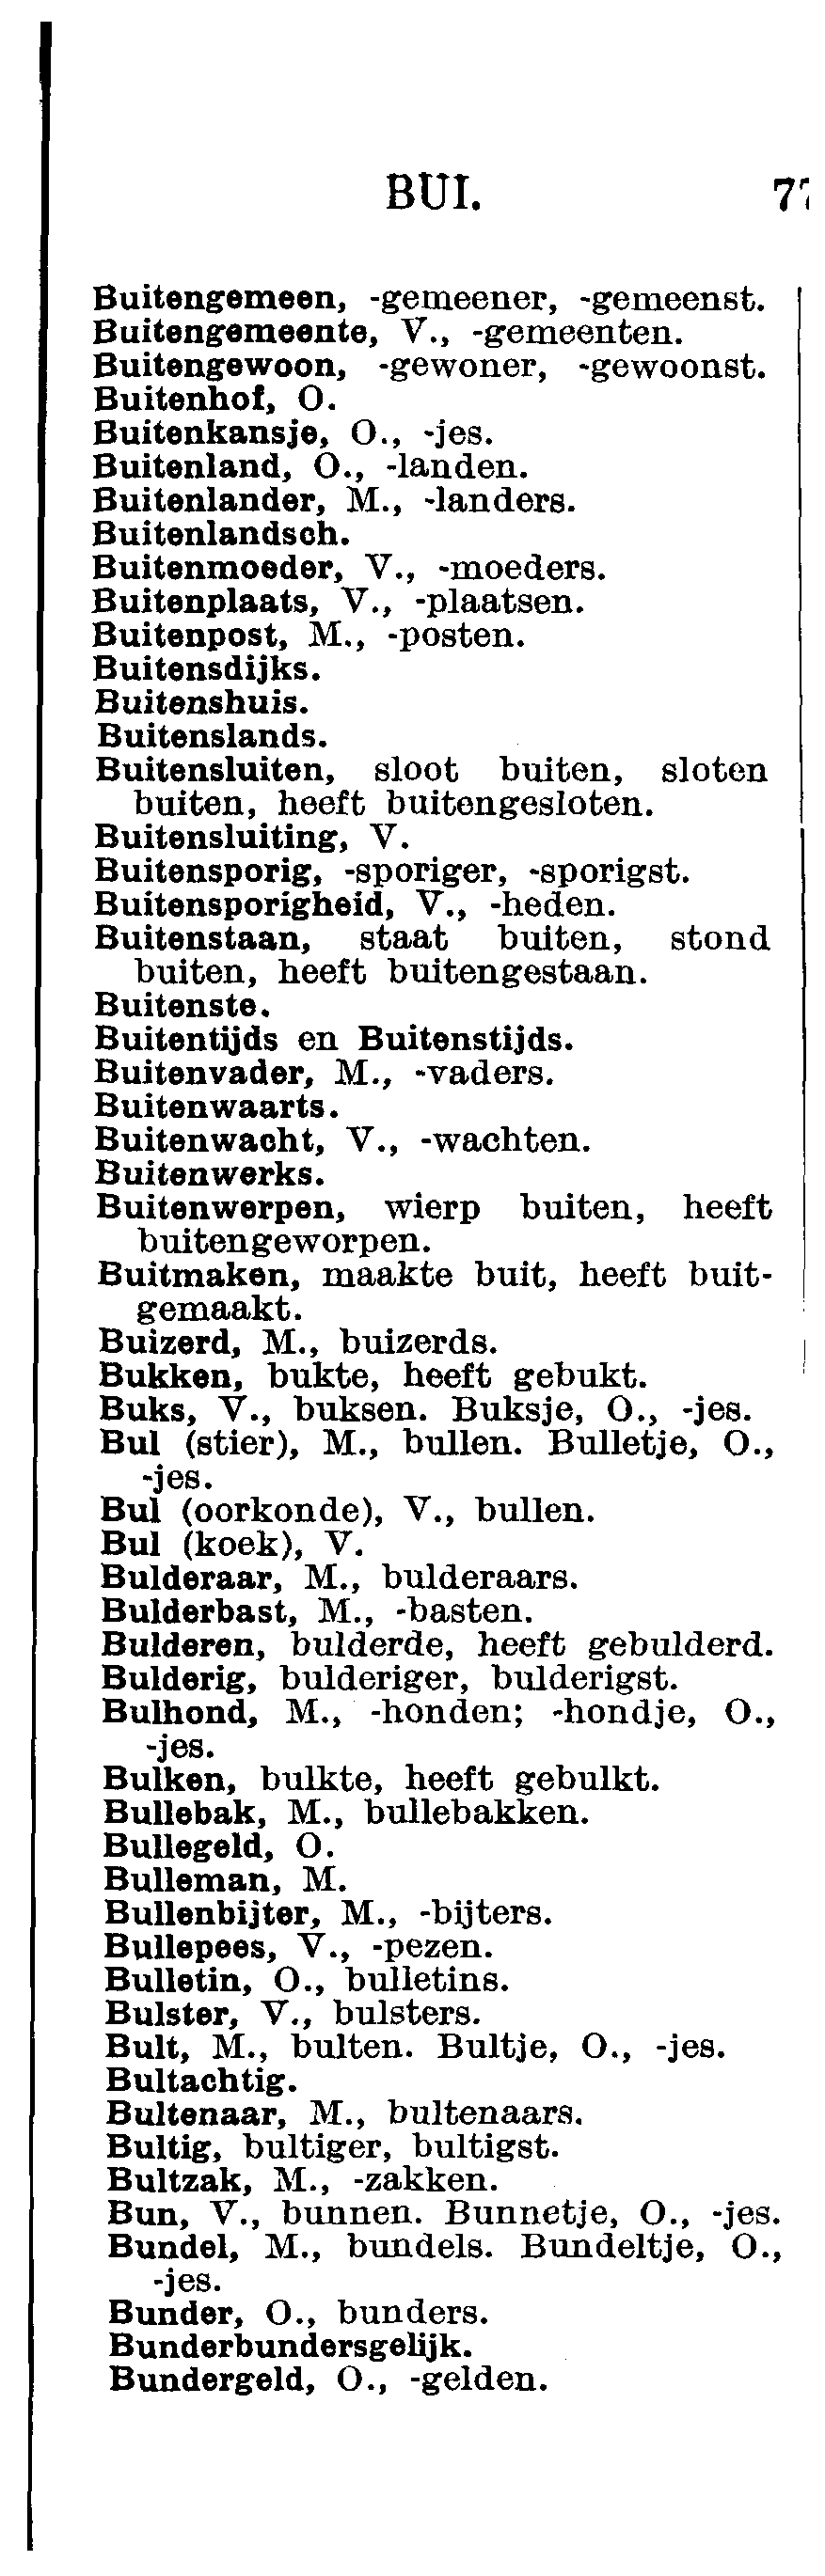 BUI. 77
Buitengemeen, -gemeener, -gemeenst.
Buitengemeente, V., -gemeenten.
Buitengewoon, -gewoner, -gewoonst.
Buitenhof, O.
Buitenkansje, O., -jes.
Buitenland, O., -landen.
Buitenlander, M., -landers.
Buitenlandsch.
Buitenmoeder, V., -moeders.
Buitenplaats, V., -plaatsen.
Buitenpost, M., -posten.
Buitensdijks.
Buitenshuis.
Buitenslands.
Buitensluiten, sloot buiten, sloten
buiten, heeft buitengesloten.
Buitensluiting, V.
Buitensporig, -sporiger, -sporigst.
Buitensporigheid, V., -heden.
Buitenstaan, staat buiten, stond
buiten, heeft buitengestaan.
Buitenste.
Buitentijds en Buitenstijds.
Buitenvader, M., -vaders.
Buitenwaarts.
Buitenwacht, V., -wachten.
Buitenwerks.
Buitenwerpen, wierp buiten, heeft
buitengeworpen.
Buitmaken, maakte buit, heeft buit-
gemaakt.
Buizerd, M., buizerds.
Bukken, bukte, heeft gebukt.
Buks, V., buksen. Buksje, O., -jes.
Bul (stier), M., bullen. Bulletje, O.,
-jes.
Bul (oorkonde), V., bullen.
Bul (koek), V.
Bulderaar, M., bulderaars.
Bulderbast, M., -basten.
Bulderen, bulderde, heeft gebulderd.
Bulderig, bulderiger, bulderigst.
Bulhond, M., -honden; -hondje, O.,
-jes.
Bulken, bulkte, heeft gebulkt.
Bullebak, M., bullebakken.
Bullegeld, O.
Bulleman, M.
Bullenbijter, M., -bijters.
Bullepees, V., -pezen.
Bulletin, O., bulletins.
Bulster, V., bulsters.
Bult, M., bulten. Bultje, O., -jes.
Bultachtig.
Bultenaar, M., bultenaars.
Bultig, bultiger, bultigst.
Bultzak, M., -zakken.
Bun, V., bunnen. Bunnetje, O., -jes.
Bundel, M., bundels. Bundeltje, O.,
-jes.
Bunder, O., bunders.
Bunderbundersgelijk.
Bundergeld, O., -gelden.